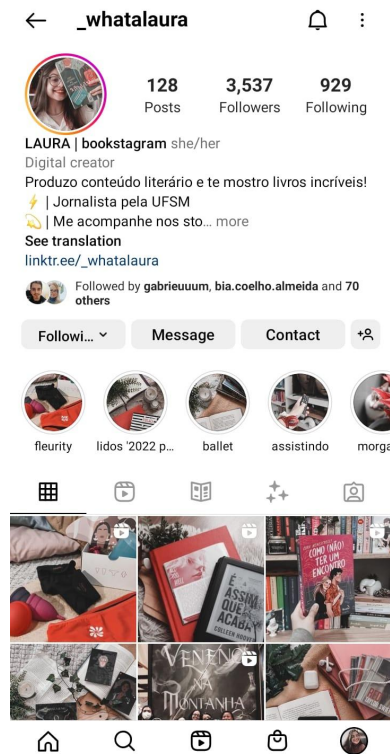 _whatalaura
128
3,537
929
Posts
Followers
Following
LAURA | bookstagram she/her
Digital creator
Produzo conteúdo literário e te mostro livros incríveis!
⚡ | Jornalista pela UFSM
💫 | Me acompanhe nos sto... more
See translation
linktr.ee/_whatalaura
Followed by gabrieuuum, bia.coelho.almeida and 70
others
Followi...
Message
Contact
fleurity
lidos '2022 p...
ballet
assistindo
morga
É
ASSIM
QUE
ACABA
COLLEEN HOOVER
COMO (NÃO)
TER UM
ENCONTRO
VENENO
NA
MONTANHA